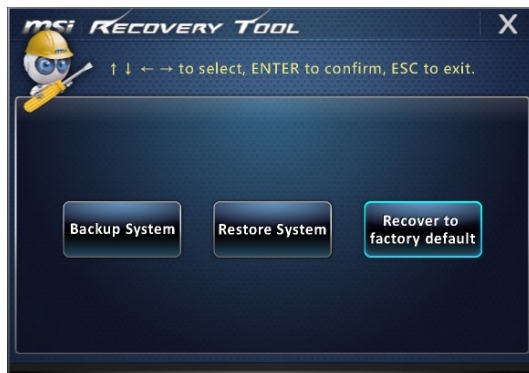 msi Recovery Tool X
↑ ↓ ← → to select, ENTER to confirm, ESC to exit.
Backup System
Restore System
Recover to
factory default